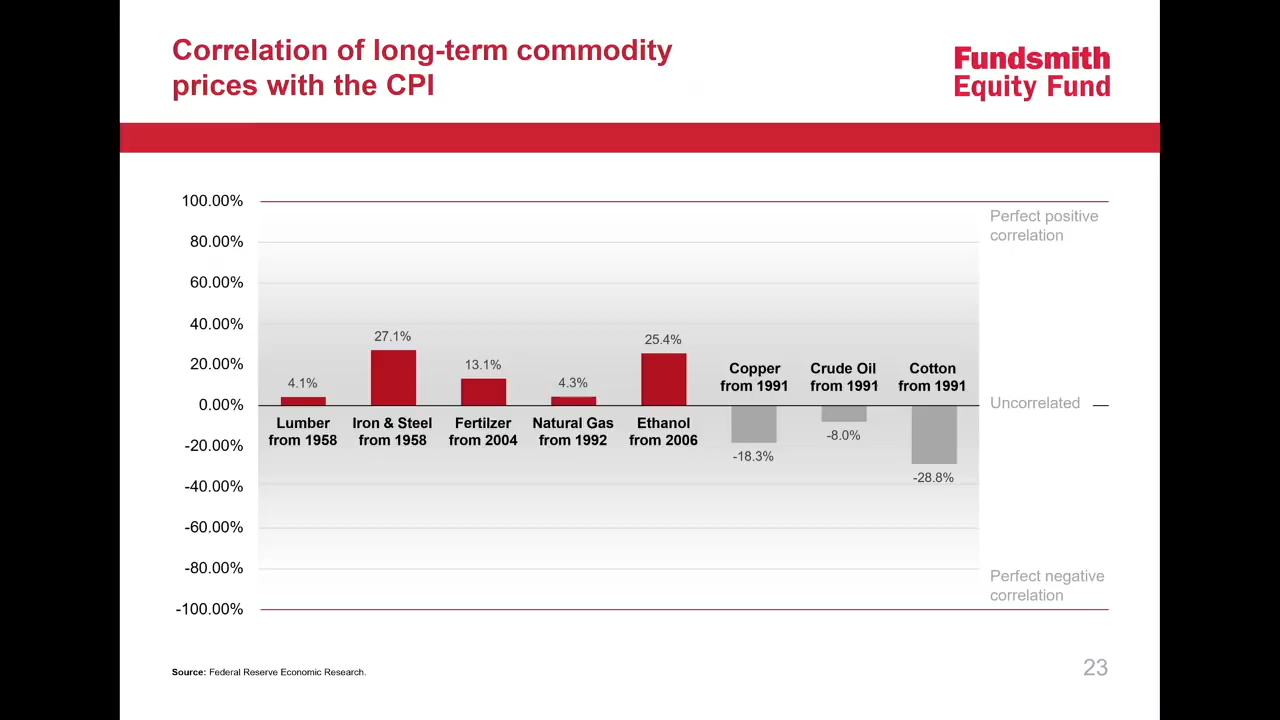 Correlation of long-term commodity
prices with the CPI
Fundsmith
Equity Fund
100.00%
80.00%
60.00%
40.00%
20.00%
0.00%
-20.00%
-40.00%
-60.00%
-80.00%
-100.00%
Perfect positive
correlation
Uncorrelated
Perfect negative
correlation
4.1%
27.1%
13.1%
4.3%
25.4%
Lumber
from 1958
Iron & Steel
from 1958
Fertilzer
from 2004
Natural Gas
from 1992
Ethanol
from 2006
Copper
from 1991
Crude Oil
from 1991
Cotton
from 1991
-18.3%
-8.0%
-28.8%
Source: Federal Reserve Economic Research.
23